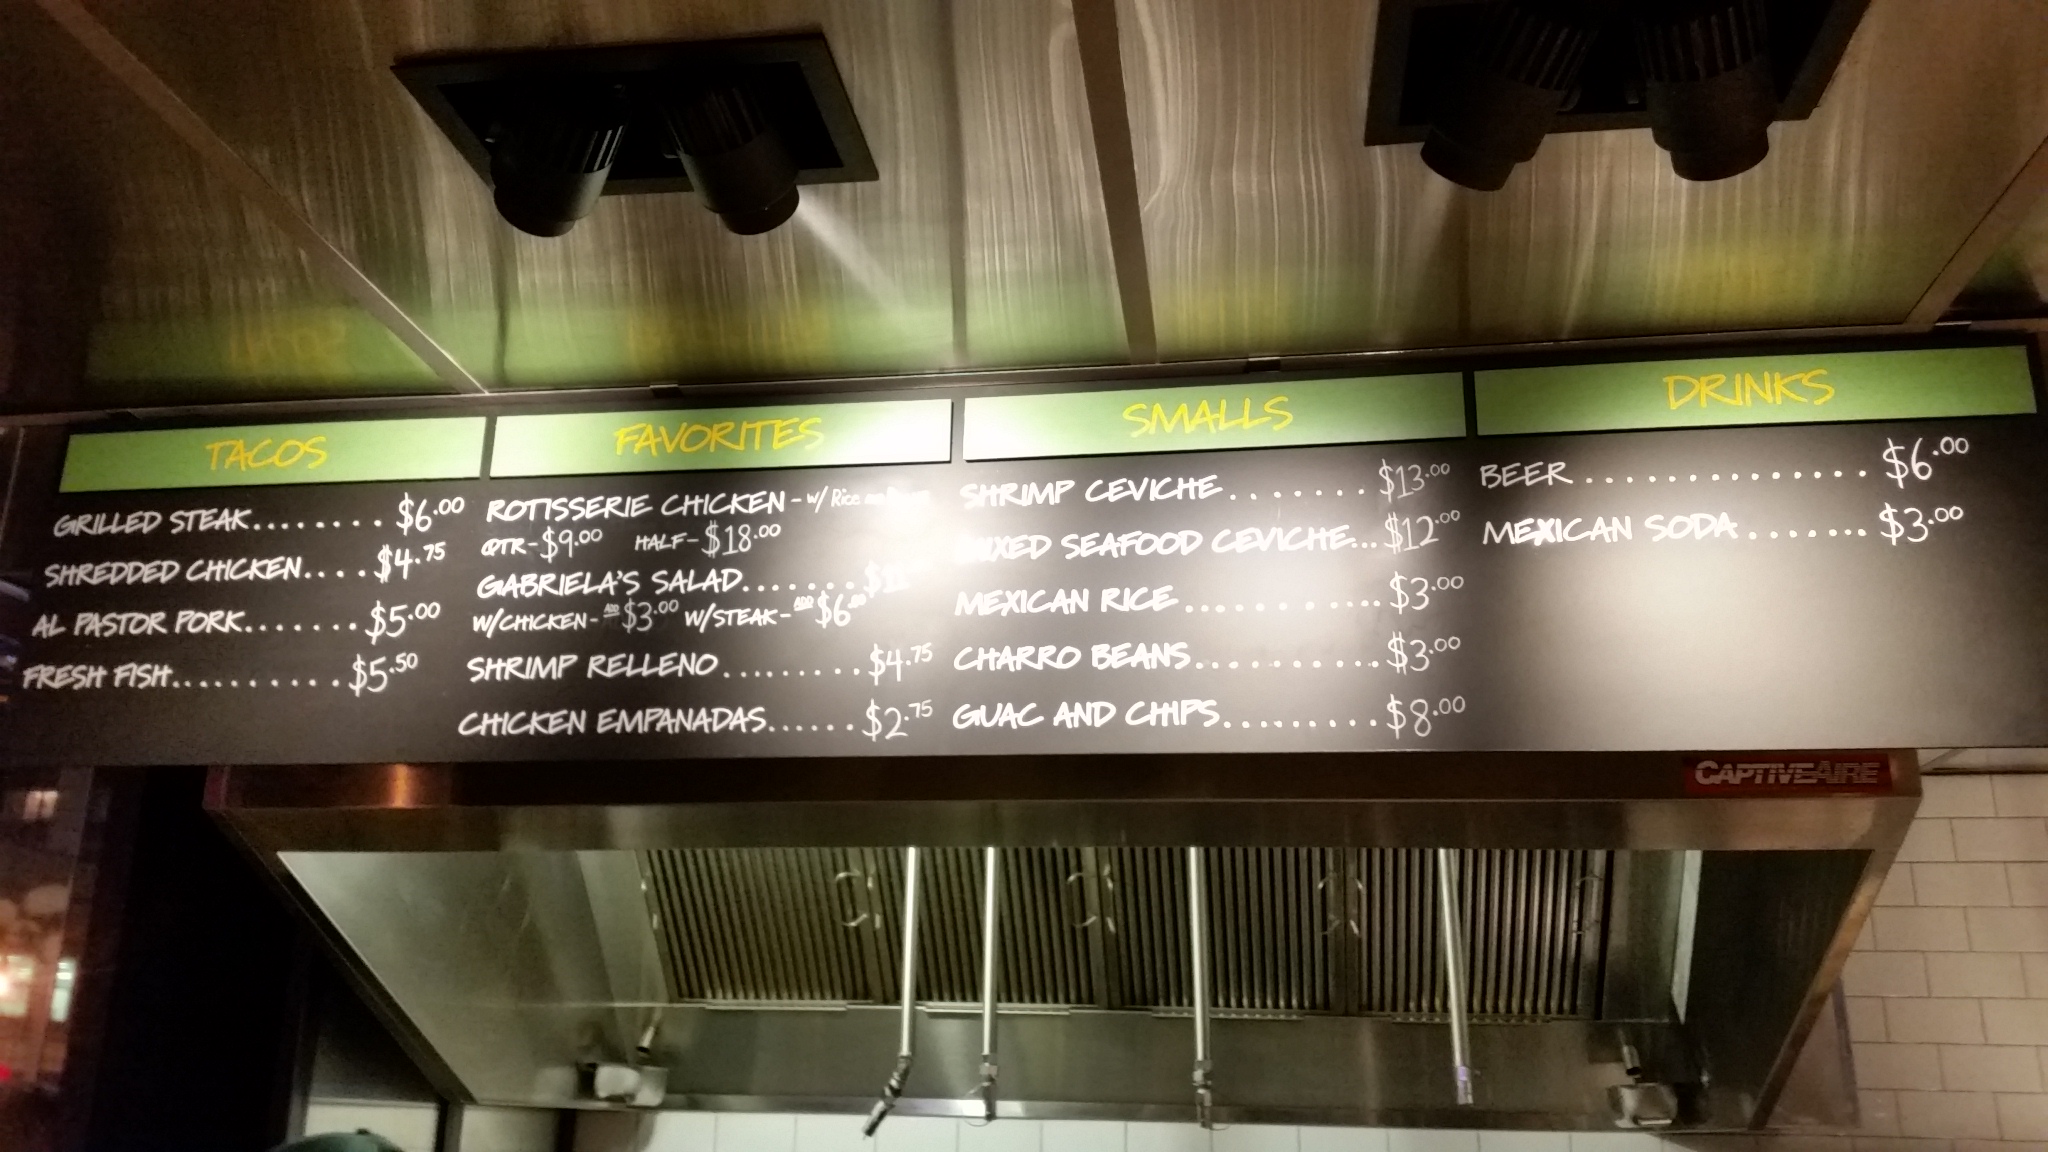 TACOS
GRILLED STEAK........ $6.00
SHREDDED CHICKEN.... $4.75
AL PASTOR PORK....... $5.00
FRESH FISH.......... $5.50
FAVORITES
ROTISSERIE CHICKEN - w/ Rice
QTR-$9.00 HALF-$18.00
GABRIELA'S SALAD.......
W/CHICKEN- ADD $3.00 W/STEAK- ADD $6.00
SHRIMP RELLENO......... $4.75
CHICKEN EMPANADAS...... $2.75
SMALLS
SHRIMP CEVICHE....... $13.00
MIXED SEAFOOD CEVICHE... $12.00
MEXICAN RICE........... $3.00
CHARRO BEANS........... $3.00
GUAC AND CHIPS......... $8.00
DRINKS
BEER............... $6.00
MEXICAN SODA....... $3.00
CAPTIVEAIRE